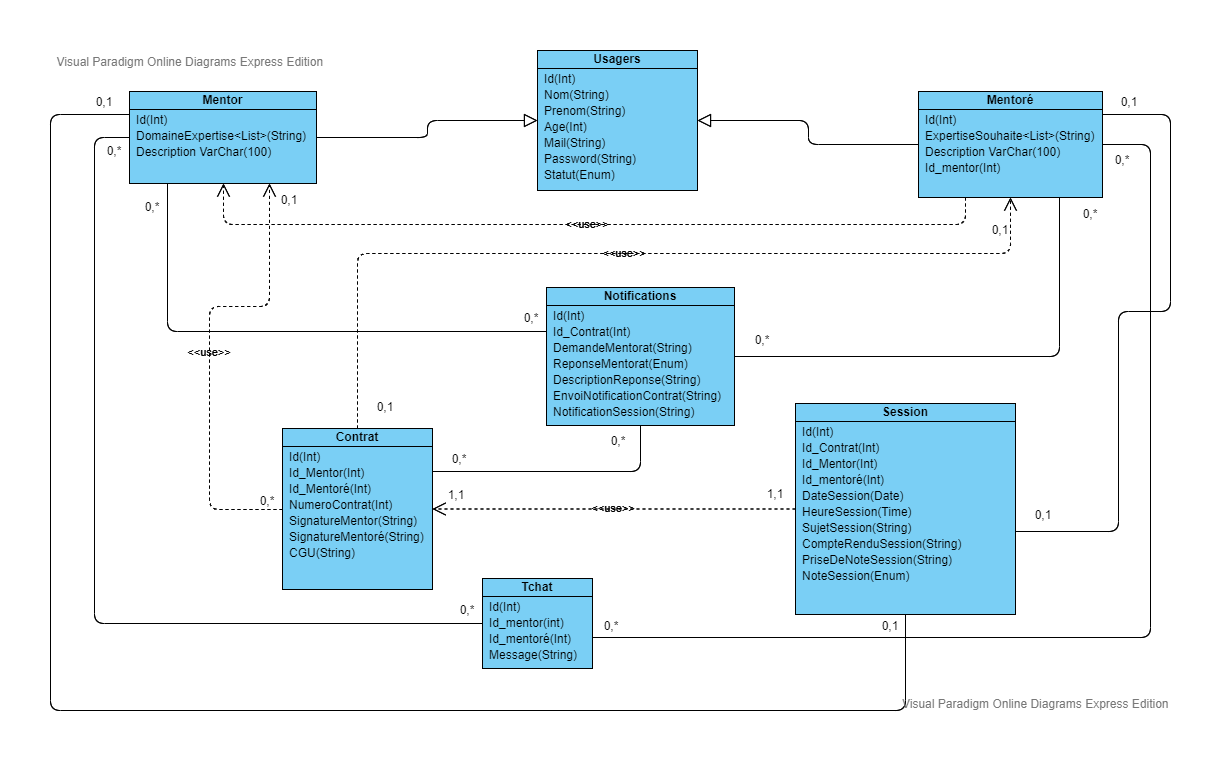 Visual Paradigm Online Diagrams Express Edition
Usagers
Id(Int)
Nom(String)
Prenom(String)
Age(Int)
Mail(String)
Password(String)
Statut(Enum)
0,1
Mentor
Id(Int)
DomaineExpertise<List>(String)
Description VarChar(100)
0,*
0,*
0,1
Mentoré
Id(Int)
ExpertiseSouhaite<List>(String)
Description VarChar(100)
Id_mentor(Int)
0,1
0,*
0,*
0,1
<<use>>
<<use>>
Notifications
Id(Int)
Id_Contrat(Int)
DemandeMentorat(String)
ReponseMentorat(Enum)
DescriptionReponse(String)
EnvoiNotificationContrat(String)
NotificationSession(String)
0,*
0,*
0,*
<<use>>
0,1
Contrat
Id(Int)
Id_Mentor(Int)
Id_Mentoré(Int)
NumeroContrat(Int)
SignatureMentor(String)
SignatureMentoré(String)
CGU(String)
0,*
0,*
1,1
<<use>>
1,1
Session
Id(Int)
Id_Contrat(Int)
Id_Mentor(Int)
Id_mentoré(Int)
DateSession(Date)
HeureSession(Time)
SujetSession(String)
CompteRenduSession(String)
PriseDeNoteSession(String)
NoteSession(Enum)
0,1
0,1
Tchat
Id(Int)
Id_mentor(int)
Id_mentoré(Int)
Message(String)
0,*
0,*
Visual Paradigm Online Diagrams Express Edition